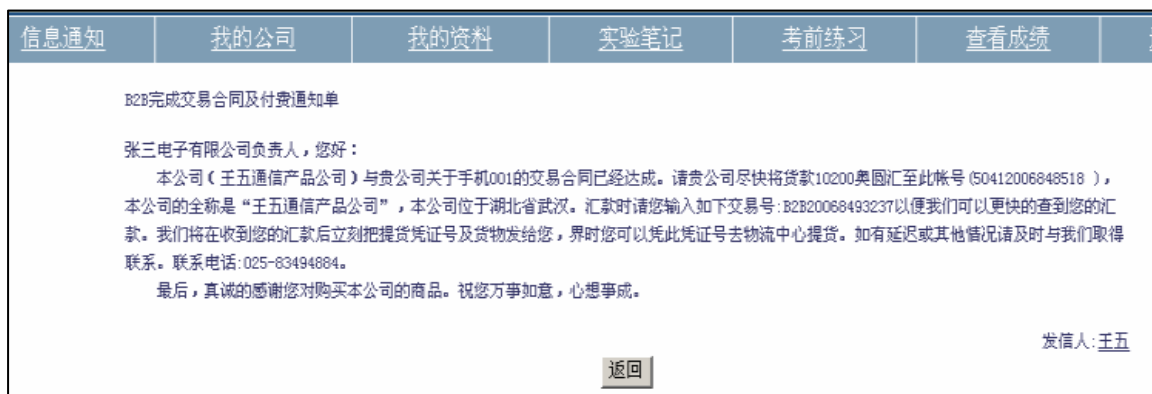 信息通知 我的公司 我的资料 实验笔记 考前练习 查看成绩
B2B完成交易合同及付费通知单
张三电子有限公司负责人，您好：
本公司（王五通信产品公司）与贵公司关于手机001的交易合同已经达成。请贵公司尽快将货款10200奥圆汇至此帐号(50412006848518 )，
本公司的全称是“王五通信产品公司”，本公司位于湖北省武汉。汇款时请您输入如下交易号:B2B20068493237以便我们可以更快的查到您的汇
款。我们将在收到您的汇款后立刻把提货凭证号及货物发给您，界时您可以凭此凭证号去物流中心提货。如有延迟或其他情况请及时与我们取得
联系。联系电话:025-83494884。
最后，真诚的感谢您对购买本公司的商品。祝您万事如意，心想事成。
发信人:王五
返回